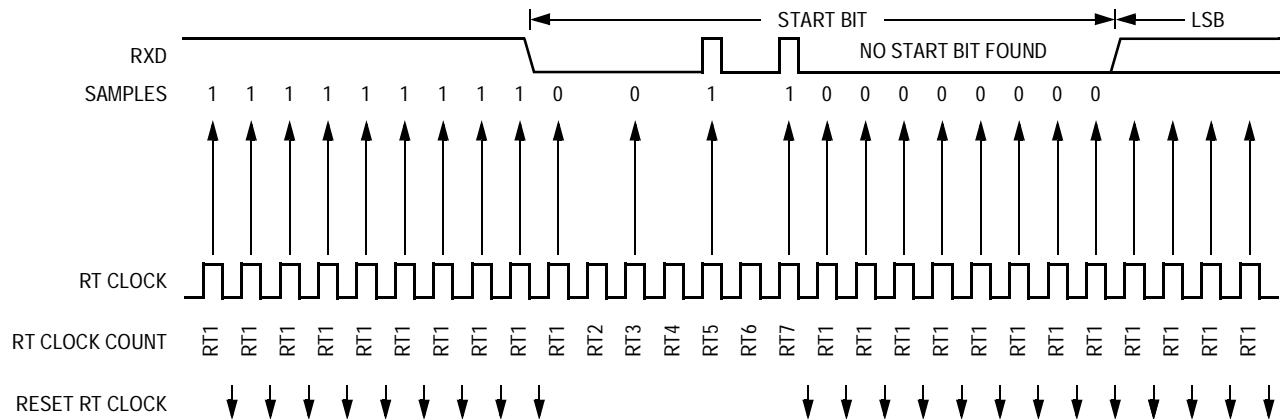 START BIT LSB
RXD NO START BIT FOUND
SAMPLES 1 1 1 1 1 1 1 1 1 0 0 1 1 0 0 0 0 0 0 0 0
RT CLOCK
RT CLOCK COUNT RT1 RT1 RT1 RT1 RT1 RT1 RT1 RT1 RT1 RT1 RT2 RT3 RT4 RT5 RT6 RT7 RT1 RT1 RT1 RT1 RT1 RT1 RT1 RT1 RT1 RT1 RT1 RT1
RESET RT CLOCK